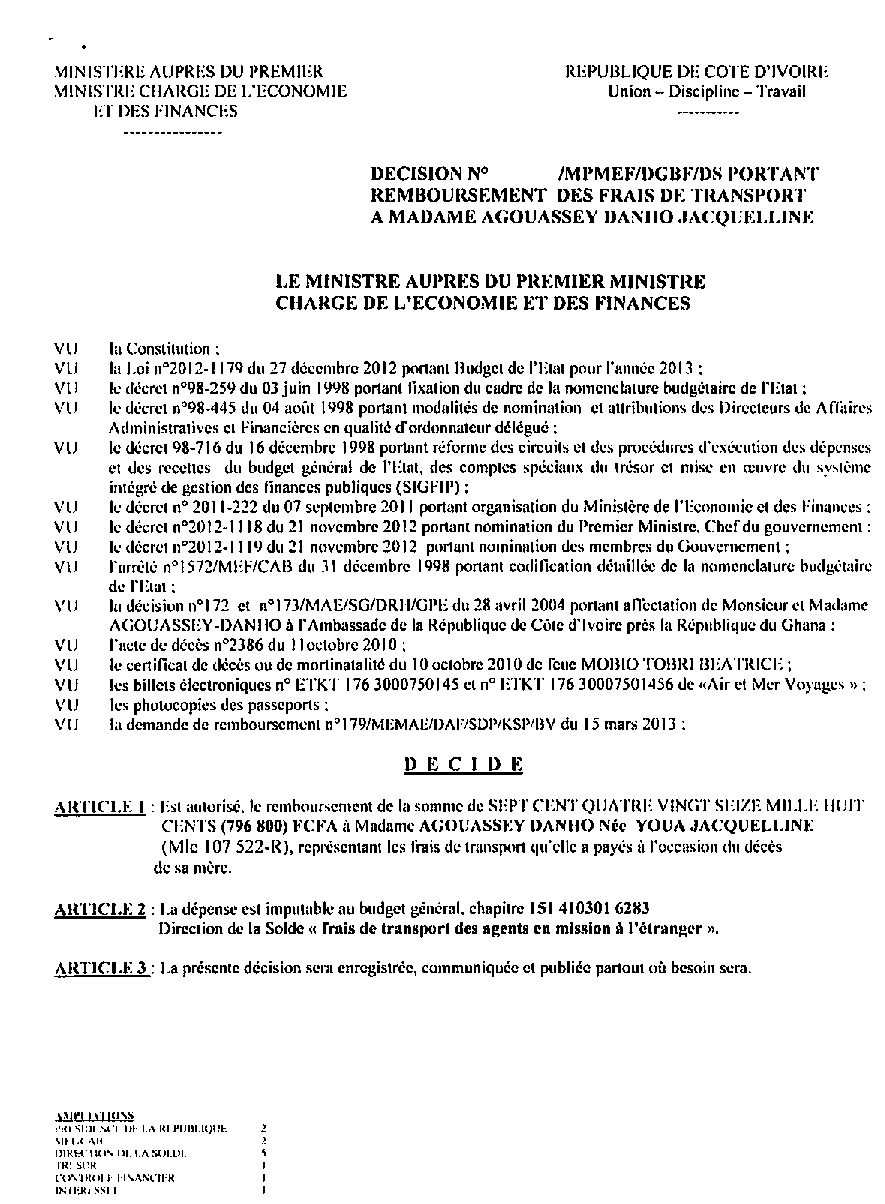 MINISTERE AUPRES DU PREMIER
MINISTRE CHARGE DE L'ECONOMIE
ET DES FINANCES
----------------
REPUBLIQUE DE COTE D'IVOIRE
Union – Discipline – Travail
-----------
DECISION N° /MPMEF/DGBF/DS PORTANT
REMBOURSEMENT DES FRAIS DE TRANSPORT
A MADAME AGOUASSEY DANHO JACQUELLINE
LE MINISTRE AUPRES DU PREMIER MINISTRE
CHARGE DE L'ECONOMIE ET DES FINANCES
VU la Constitution ;
VU la Loi n°2012-1179 du 27 décembre 2012 portant Budget de l'Etat pour l'année 2013 ;
VU le décret n°98-259 du 03 juin 1998 portant fixation du cadre de la nomenclature budgétaire de l'Etat ;
VU le décret n°98-445 du 04 août 1998 portant modalités de nomination et attributions des Directeurs de Affaires
Administratives et Financières en qualité d'ordonnateur délégué ;
VU le décret 98-716 du 16 décembre 1998 portant réforme des circuits et des procédures d'exécution des dépenses
et des recettes du budget général de l'Etat, des comptes spéciaux du trésor et mise en œuvre du système
intégré de gestion des finances publiques (SIGFIP) ;
VU le décret n° 2011-222 du 07 septembre 2011 portant organisation du Ministère de l'Economie et des Finances ;
VU le décret n°2012-1118 du 21 novembre 2012 portant nomination du Premier Ministre, Chef du gouvernement ;
VU le décret n°2012-1119 du 21 novembre 2012 portant nomination des membres du Gouvernement ;
VU l'arrêté n°1572/MEF/CAB du 31 décembre 1998 portant codification détaillée de la nomenclature budgétaire
de l'Etat ;
VU la décision n°172 et n°173/MAE/SG/DRH/GPE du 28 avril 2004 portant affectation de Monsieur et Madame
AGOUASSEY-DANHO à l'Ambassade de la République de Côte d'Ivoire près la République du Ghana ;
VU l'acte de décès n°2386 du 11octobre 2010 ;
VU le certificat de décès ou de mortinatalité du 10 octobre 2010 de feue MOBIO TOBRI BEATRICE ;
VU les billets électroniques n° ETKT 176 3000750145 et n° ETKT 176 30007501456 de «Air et Mer Voyages » ;
VU les photocopies des passeports ;
VU la demande de remboursement n°179/MEMAE/DAF/SDP/KSP/BV du 15 mars 2013 ;
D E C I D E
ARTICLE 1 : Est autorisé, le remboursement de la somme de SEPT CENT QUATRE VINGT SEIZE MILLE HUIT
CENTS (796 800) FCFA à Madame AGOUASSEY DANHO Née YOUA JACQUELLINE
(Mle 107 522-R), représentant les frais de transport qu'elle a payés à l'occasion du décès
de sa mère.
ARTICLE 2 : La dépense est imputable au budget général, chapitre 151 410301 6283
Direction de la Solde « frais de transport des agents en mission à l'étranger ».
ARTICLE 3 : La présente décision sera enregistrée, communiquée et publiée partout où besoin sera.
AMPLIATIONS
PRESIDENCE DE LA REPUBLIQUE 2
MEF/CAB 2
DIRECTION DE LA SOLDE 5
TRESOR 1
CONTROLE FINANCIER 1
INTERESSEE 1